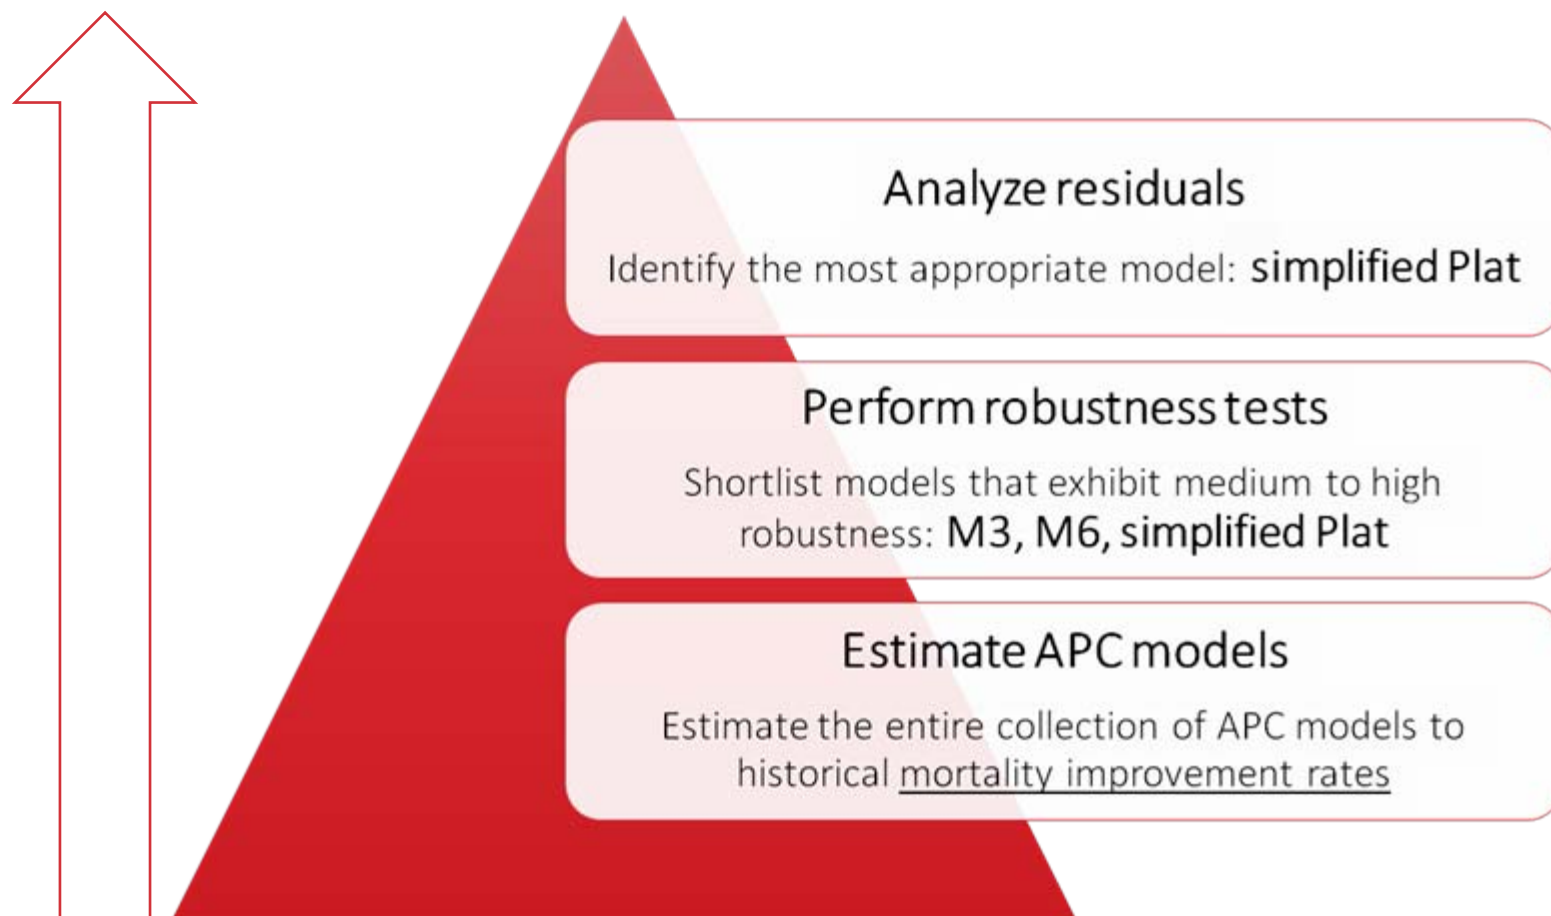 Analyze residuals
Identify the most appropriate model: simplified Plat
Perform robustness tests
Shortlist models that exhibit medium to high
robustness: M3, M6, simplified Plat
Estimate APC models
Estimate the entire collection of APC models to
historical mortality improvement rates